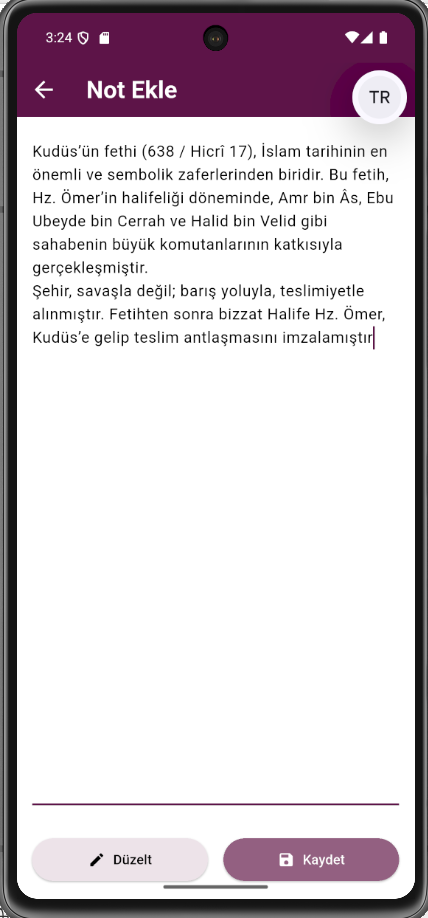 3:24
Not Ekle
TR
Kudüs’ün fethi (638 / Hicrî 17), İslam tarihinin en
önemli ve sembolik zaferlerinden biridir. Bu fetih,
Hz. Ömer’in halifeliği döneminde, Amr bin Âs, Ebu
Ubeyde bin Cerrah ve Halid bin Velid gibi
sahabenin büyük komutanlarının katkısıyla
gerçekleşmiştir.
Şehir, savaşla değil; barış yoluyla, teslimiyetle
alınmıştır. Fetihten sonra bizzat Halife Hz. Ömer,
Kudüs’e gelip teslim antlaşmasını imzalamıştır
Düzelt
Kaydet